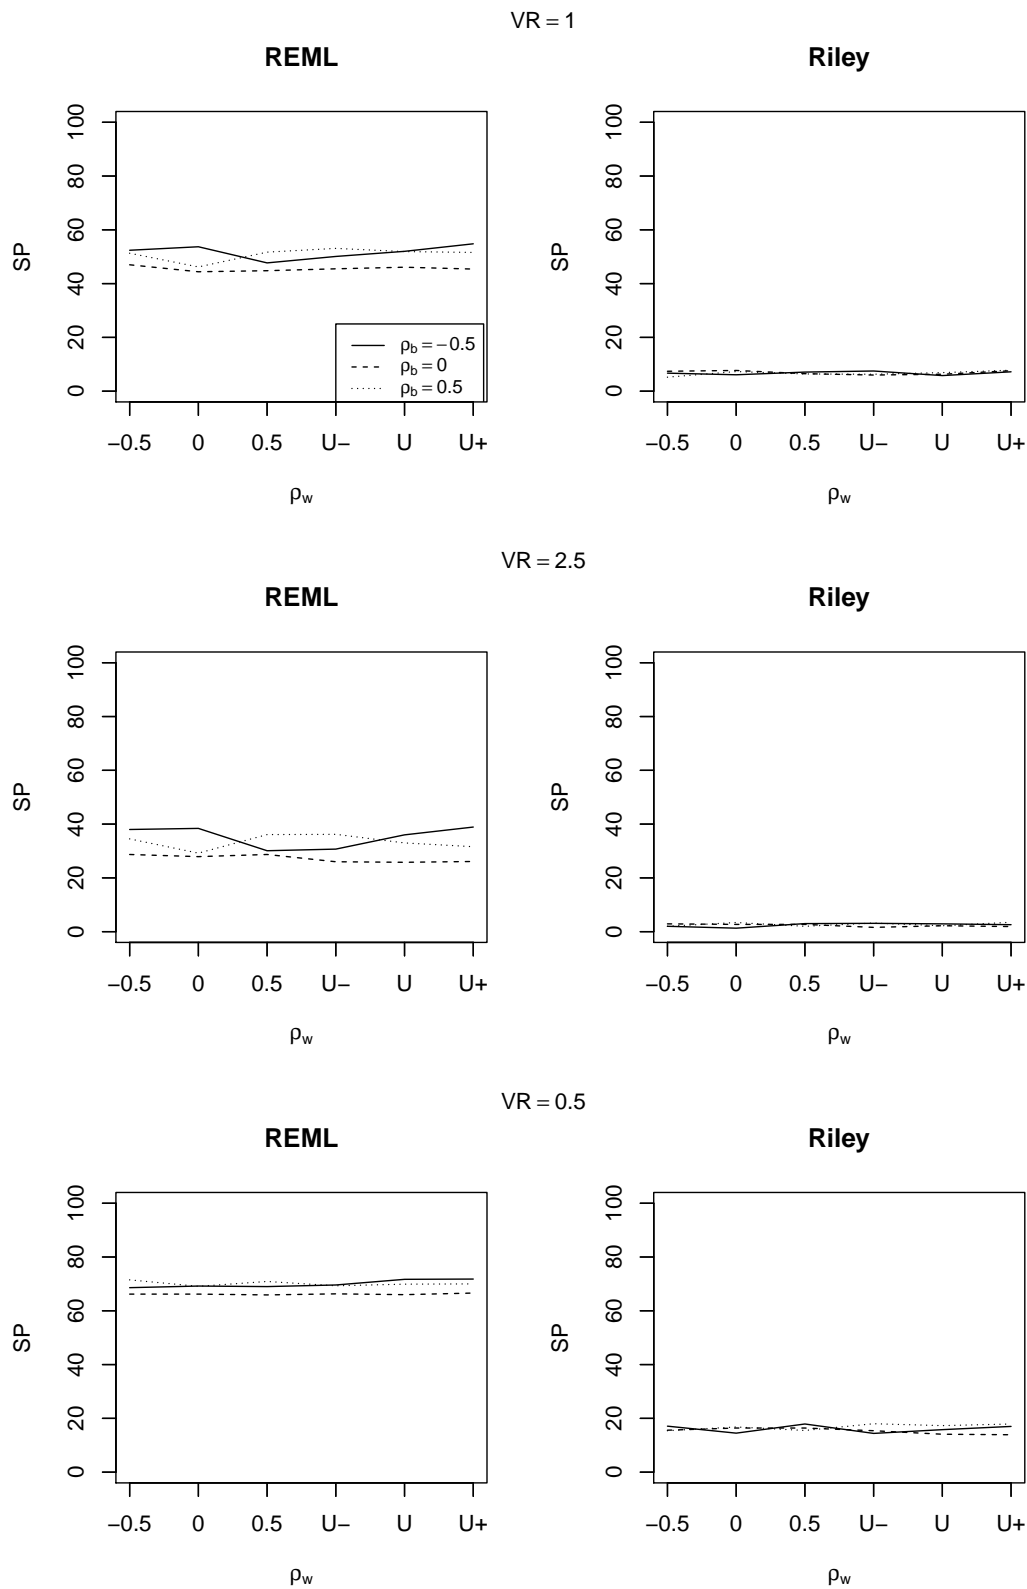 VR = 1
REML
Riley
SP
100
80
60
40
20
0
ρb = −0.5
ρb = 0
ρb = 0.5
−0.5 0 0.5 U− U U+
ρw
SP
100
80
60
40
20
0
−0.5 0 0.5 U− U U+
ρw
VR = 2.5
REML
Riley
SP
100
80
60
40
20
0
−0.5 0 0.5 U− U U+
ρw
SP
100
80
60
40
20
0
−0.5 0 0.5 U− U U+
ρw
VR = 0.5
REML
Riley
SP
100
80
60
40
20
0
−0.5 0 0.5 U− U U+
ρw
SP
100
80
60
40
20
0
−0.5 0 0.5 U− U U+
ρw